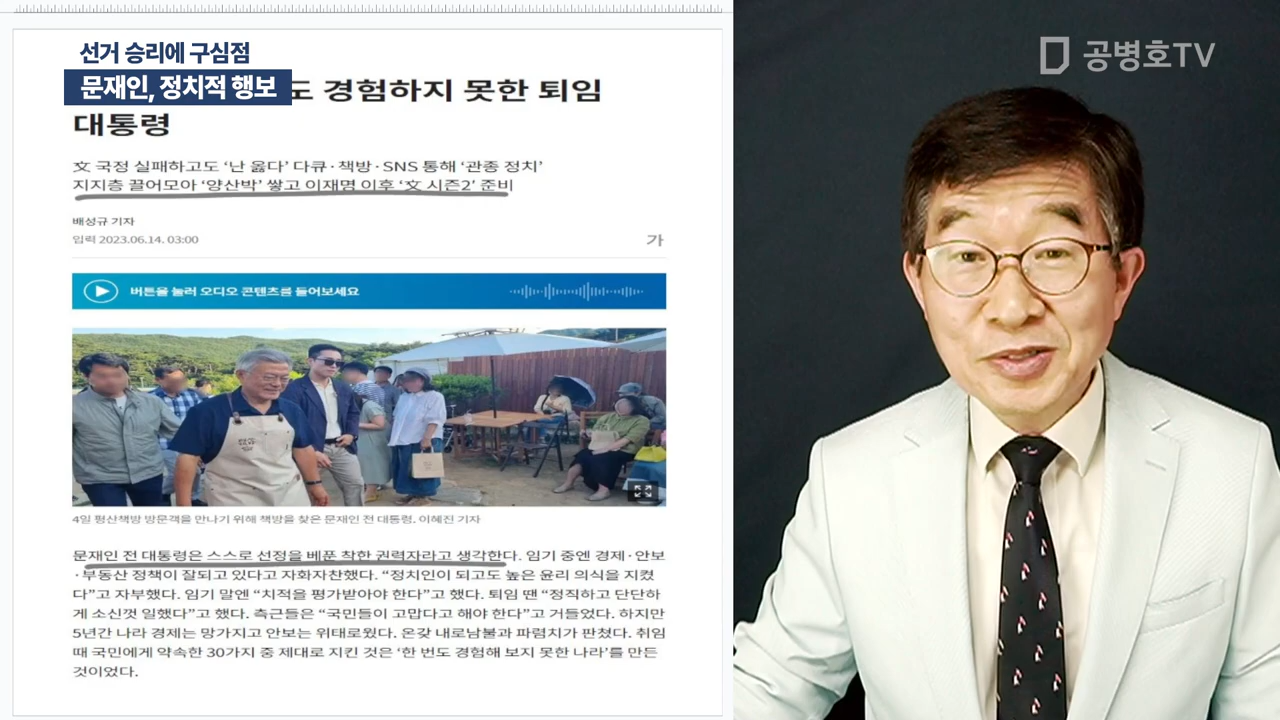 선거 승리에 구심점
문재인, 정치적 행보
도 경험하지 못한 퇴임
대통령
文 국정 실패하고도 ‘난 옳다’ 다큐·책방·SNS 통해 ‘관종 정치’
지지층 끌어모아 ‘양산박’ 쌓고 이재명 이후 ‘文 시즌2’ 준비
배성규 기자
입력 2023.06.14. 03:00
가
버튼을 눌러 오디오 콘텐츠를 들어보세요
4일 평산책방 방문객을 만나기 위해 책방을 찾은 문재인 전 대통령. 이혜진 기자
문재인 전 대통령은 스스로 선정을 베푼 착한 권력자라고 생각한다. 임기 중엔 경제·안보
·부동산 정책이 잘되고 있다고 자화자찬했다. “정치인이 되고도 높은 윤리 의식을 지켰
다”고 자부했다. 임기 말엔 “치적을 평가받아야 한다”고 했다. 퇴임 땐 “정직하고 단단하
게 소신껏 일했다”고 했다. 측근들은 “국민들이 고맙다고 해야 한다”고 거들었다. 하지만
5년간 나라 경제는 망가지고 안보는 위태로웠다. 온갖 내로남불과 파렴치가 판쳤다. 취임
때 국민에게 약속한 30가지 중 제대로 지킨 것은 ‘한 번도 경험해 보지 못한 나라’를 만든
것이었다.
공병호TV